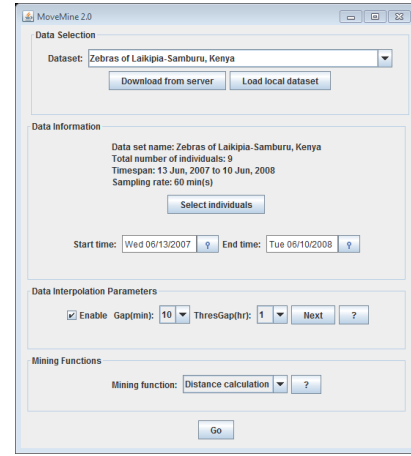 MoveMine 2.0
Data Selection
Dataset: Zebras of Laikipia-Samburu, Kenya
Download from server Load local dataset
Data Information
Data set name: Zebras of Laikipia-Samburu, Kenya
Total number of individuals: 9
Timespan: 13 Jun, 2007 to 10 Jun, 2008
Sampling rate: 60 min(s)
Select individuals
Start time: Wed 06/13/2007 ? End time: Tue 06/10/2008 ?
Data Interpolation Parameters
Enable Gap(min): 10 ThresGap(hr): 1 Next ?
Mining Functions
Mining function: Distance calculation ?
Go